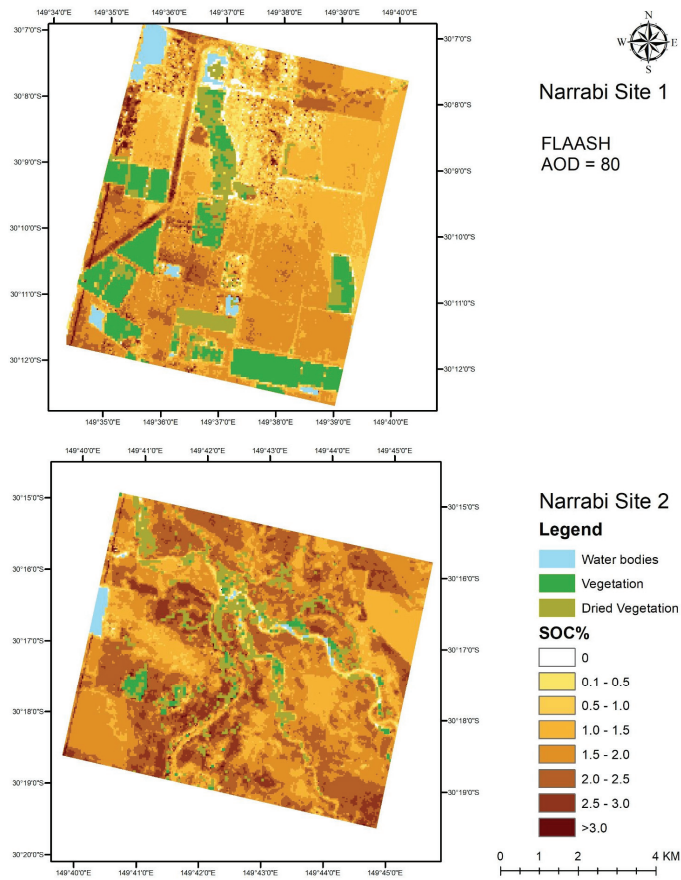 149°34'0"E 149°35'0"E 149°36'0"E 149°37'0"E 149°38'0"E 149°39'0"E 149°40'0"E
N
W E
S
30°7'0"S 30°7'0"S
Narrabi Site 1
30°8'0"S 30°8'0"S
FLAASH
AOD = 80
30°9'0"S 30°9'0"S
30°10'0"S 30°10'0"S
30°11'0"S 30°11'0"S
30°12'0"S 30°12'0"S
149°35'0"E 149°36'0"E 149°37'0"E 149°38'0"E 149°39'0"E 149°40'0"E
149°40'0"E 149°41'0"E 149°42'0"E 149°43'0"E 149°44'0"E 149°45'0"E
30°15'0"S 30°15'0"S
30°16'0"S 30°16'0"S
30°17'0"S 30°17'0"S
30°18'0"S 30°18'0"S
30°19'0"S 30°19'0"S
30°20'0"S
149°40'0"E 149°41'0"E 149°42'0"E 149°43'0"E 149°44'0"E 149°45'0"E
Narrabi Site 2
Legend
Water bodies
Vegetation
Dried Vegetation
SOC%
0
0.1 - 0.5
0.5 - 1.0
1.0 - 1.5
1.5 - 2.0
2.0 - 2.5
2.5 - 3.0
>3.0
0 1 2 4 KM